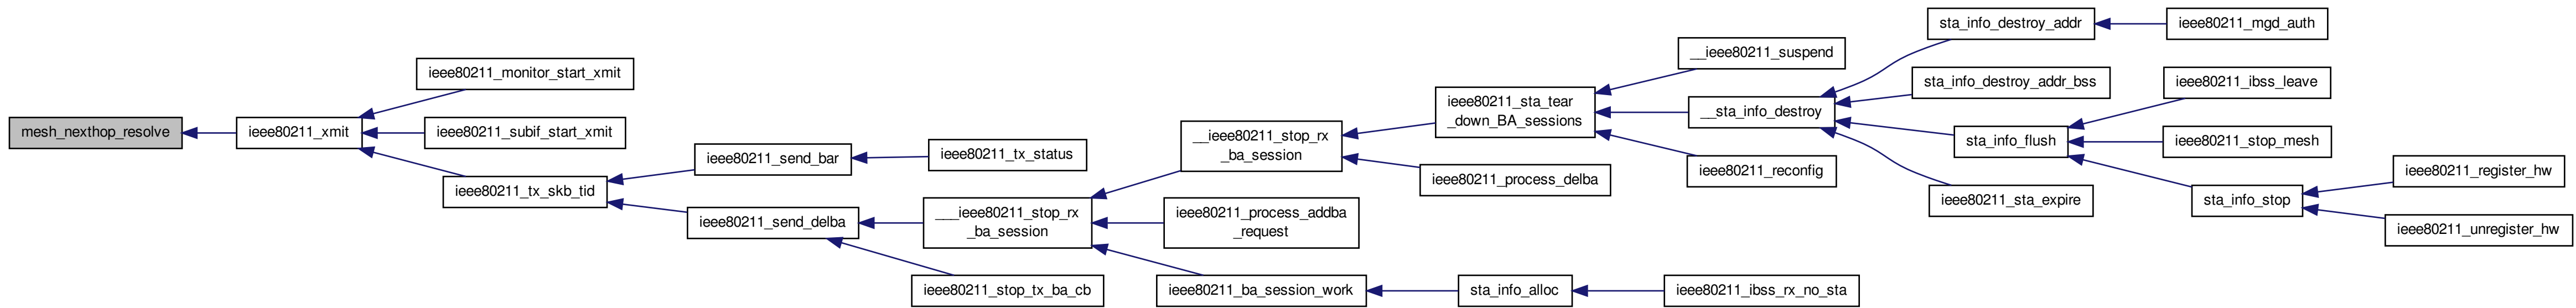 mesh_nexthop_resolve
ieee80211_xmit
ieee80211_monitor_start_xmit
ieee80211_subif_start_xmit
ieee80211_tx_skb_tid
ieee80211_send_bar
ieee80211_tx_status
ieee80211_send_delba
___ieee80211_stop_rx
_ba_session
ieee80211_stop_tx_ba_cb
__ieee80211_stop_rx
_ba_session
ieee80211_process_addba
_request
ieee80211_ba_session_work
ieee80211_sta_tear
_down_BA_sessions
ieee80211_process_delba
sta_info_alloc
ieee80211_ibss_rx_no_sta
__ieee80211_suspend
__sta_info_destroy
ieee80211_reconfig
sta_info_destroy_addr
ieee80211_mgd_auth
sta_info_destroy_addr_bss
sta_info_flush
ieee80211_sta_expire
ieee80211_ibss_leave
ieee80211_stop_mesh
sta_info_stop
ieee80211_register_hw
ieee80211_unregister_hw